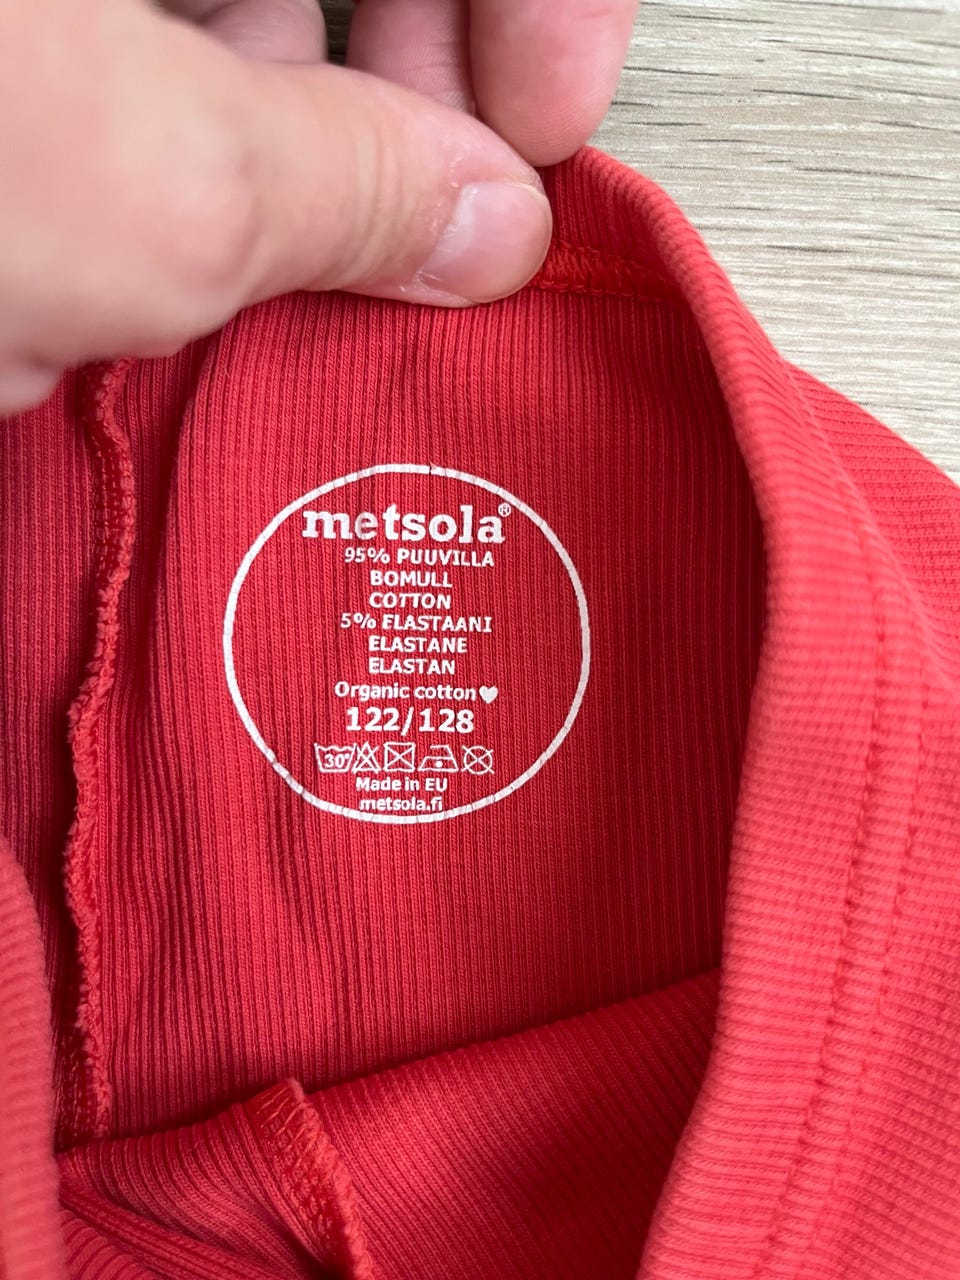 metsola®
95% PUUVILLA
BOMULL
COTTON
5% ELASTAANI
ELASTANE
ELASTAN
Organic cotton♥
122/128
30°
Made in EU
metsola.fi